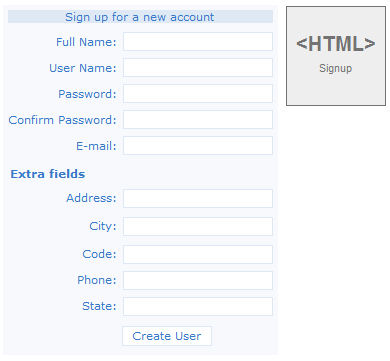 Sign up for a new account
Full Name:
User Name:
Password:
Confirm Password:
E-mail:
Extra fields
Address:
City:
Code:
Phone:
State:
Create User
<HTML>
Signup